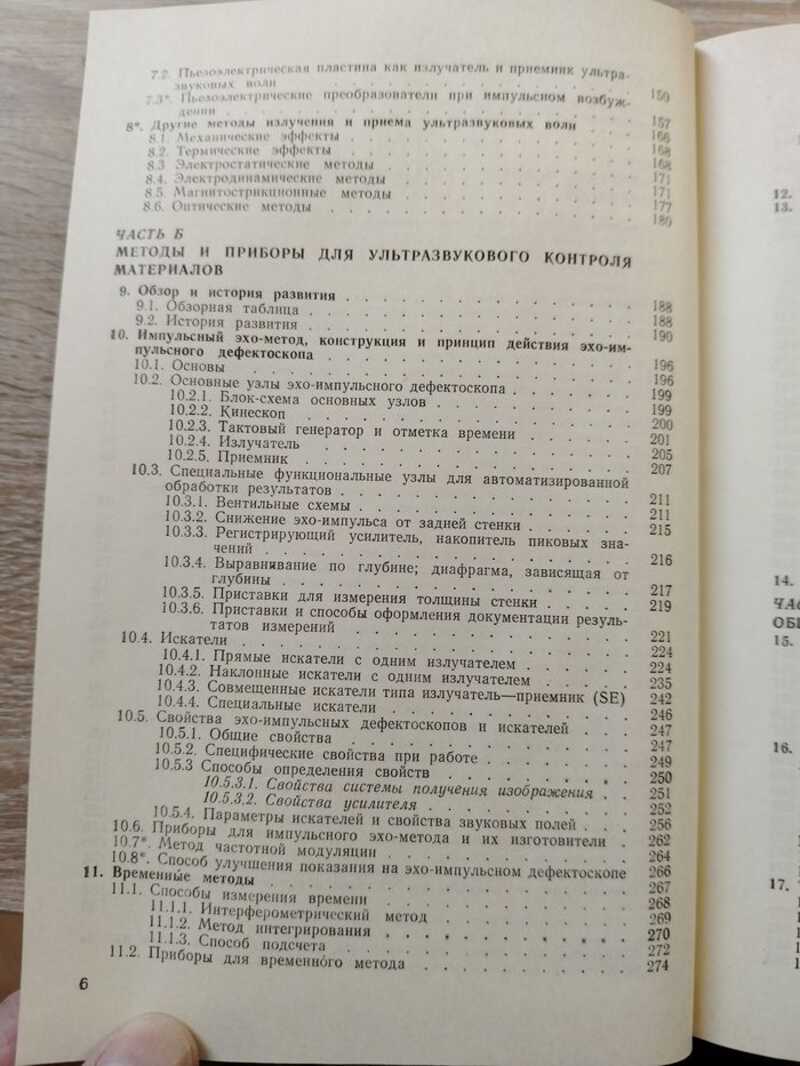 7.2. Пьезоэлектрическая пластина как излучатель и приемник ультра-
звуковых волн . . . . . . . . . . 150
7.3*. Пьезоэлектрические преобразователи при импульсном возбуж-
дении . . . . . . . . . . 157
8*. Другие методы излучения и приема ультразвуковых волн 166
8.1. Механические эффекты . . . . . . . . . . 168
8.2. Термические эффекты . . . . . . . . . . 168
8.3. Электростатические методы . . . . . . . . . . 171
8.4. Электродинамические методы . . . . . . . . . . 171
8.5. Магнитострикционные методы . . . . . . . . . . 177
8.6. Оптические методы . . . . . . . . . . 180
ЧАСТЬ Б
МЕТОДЫ И ПРИБОРЫ ДЛЯ УЛЬТРАЗВУКОВОГО КОНТРОЛЯ
МАТЕРИАЛОВ
9. Обзор и история развития . . . . . . . . . . 188
9.1. Обзорная таблица . . . . . . . . . . 188
9.2. История развития . . . . . . . . . . 190
10. Импульсный эхо-метод, конструкция и принцип действия эхо-им-
пульсного дефектоскопа . . . . . . . . . . 196
10.1. Основы . . . . . . . . . . 196
10.2. Основные узлы эхо-импульсного дефектоскопа . . . . . 199
10.2.1. Блок-схема основных узлов . . . . . . . . 199
10.2.2. Кинескоп . . . . . . . . . . 200
10.2.3. Тактовый генератор и отметка времени . . . . . 201
10.2.4. Излучатель . . . . . . . . . . 205
10.2.5. Приемник . . . . . . . . . . 207
10.3. Специальные функциональные узлы для автоматизированной
обработки результатов . . . . . . . . . . 211
10.3.1. Вентильные схемы . . . . . . . . . . 211
10.3.2. Снижение эхо-импульса от задней стенки . . . . . 215
10.3.3. Регистрирующий усилитель, накопитель пиковых зна-
чений . . . . . . . . . . 216
10.3.4. Выравнивание по глубине; диафрагма, зависящая от
глубины . . . . . . . . . . 217
10.3.5. Приставки для измерения толщины стенки . . . . . 219
10.3.6. Приставки и способы оформления документации резуль-
татов измерений . . . . . . . . . . 221
10.4. Искатели . . . . . . . . . . 224
10.4.1. Прямые искатели с одним излучателем . . . . . 224
10.4.2. Наклонные искатели с одним излучателем . . . . . 235
10.4.3. Совмещенные искатели типа излучатель—приемник (SE) 242
10.4.4. Специальные искатели . . . . . . . . . . 246
10.5. Свойства эхо-импульсных дефектоскопов и искателей . . . 247
10.5.1. Общие свойства . . . . . . . . . . 247
10.5.2. Специфические свойства при работе . . . . . 249
10.5.3 Способы определения свойств . . . . . . . 250
10.5.3.1. Свойства системы получения изображения . . 251
10.5.3.2. Свойства усилителя . . . . . . . . 252
10.5.4. Параметры искателей и свойства звуковых полей . . . 256
10.6. Приборы для импульсного эхо-метода и их изготовители . 262
10.7*. Метод частотной модуляции . . . . . . . . . . 264
10.8*. Способ улучшения показания на эхо-импульсном дефектоскопе 266
11. Временные методы . . . . . . . . . . 267
11.1. Способы измерения времени . . . . . . . . . . 268
11.1.1. Интерферометрический метод . . . . . . . . 269
11.1.2. Метод интегрирования . . . . . . . . . . 270
11.1.3. Способ подсчета . . . . . . . . . . 272
11.2. Приборы для временного метода . . . . . . . . . . 274
6
12.
13.
14.
15.
16.
17.